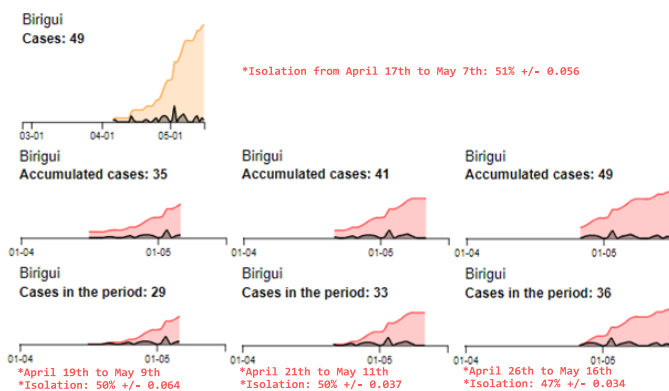 Birigui
Cases: 49
*Isolation from April 17th to May 7th: 51% +/- 0.056
03-01 04-01 05-01
Birigui Birigui Birigui
Accumulated cases: 35 Accumulated cases: 41 Accumulated cases: 49
01-04 01-05 01-04 01-05 01-04 01-05
Birigui Birigui Birigui
Cases in the period: 29 Cases in the period: 33 Cases in the period: 36
01-04 01-05 01-04 01-05 01-04 01-05
*April 19th to May 9th *April 21th to May 11th *April 26th to May 16th
*Isolation: 50% +/- 0.064 *Isolation: 50% +/- 0.037 *Isolation: 47% +/- 0.034